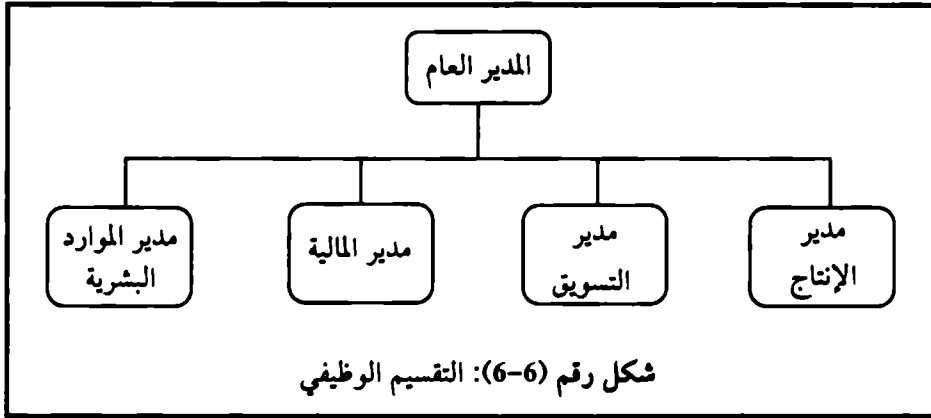 المدير العام
مدير
الإنتاج
مدير
التسويق
مدير المالية
مدير الموارد
البشرية
شكل رقم (6-6): التقسيم الوظيفي